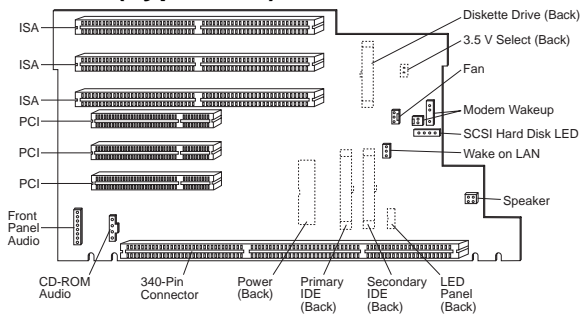 ISA
ISA
ISA
PCI
PCI
PCI
Front
Panel
Audio
Diskette Drive (Back)
3.5 V Select (Back)
Fan
Modem Wakeup
SCSI Hard Disk LED
Wake on LAN
Speaker
CD-ROM
Audio
340-Pin
Connector
Power
(Back)
Primary
IDE
(Back)
Secondary
IDE
(Back)
LED
Panel
(Back)